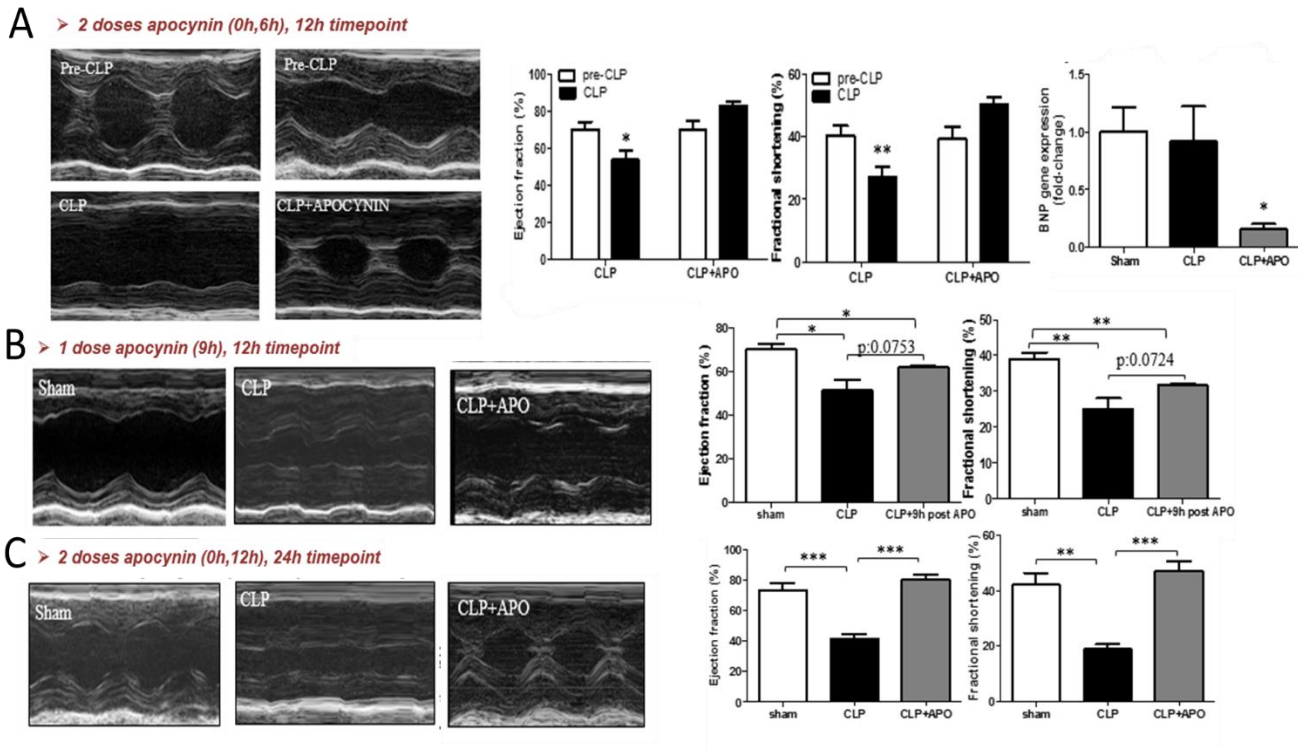 A
➢ 2 doses apocynin (0h,6h), 12h timepoint
Pre-CLP
Pre-CLP
CLP
CLP+APOCYNIN
Ejection fraction (%)
100
80
60
40
20
0
pre-CLP
CLP
*
CLP
CLP+APO
Fractional shortening (%)
60
40
20
0
pre-CLP
CLP
**
CLP
CLP+APO
BNP gene expression
(fold-change)
1.5
1.0
0.5
0.0
*
Sham
CLP
CLP+APO
B
➢ 1 dose apocynin (9h), 12h timepoint
Sham
CLP
CLP+APO
Ejection fraction (%)
80
60
40
20
0
*
*
p:0.0753
sham
CLP
CLP+9h post APO
Fractional shortening (%)
50
40
30
20
10
0
**
**
p:0.0724
sham
CLP
CLP+9h post APO
C
➢ 2 doses apocynin (0h,12h), 24h timepoint
Sham
CLP
CLP+APO
Ejection fraction (%)
100
80
60
40
20
0
***
***
sham
CLP
CLP+APO
Fractional shortening (%)
60
40
20
0
**
***
sham
CLP
CLP+APO